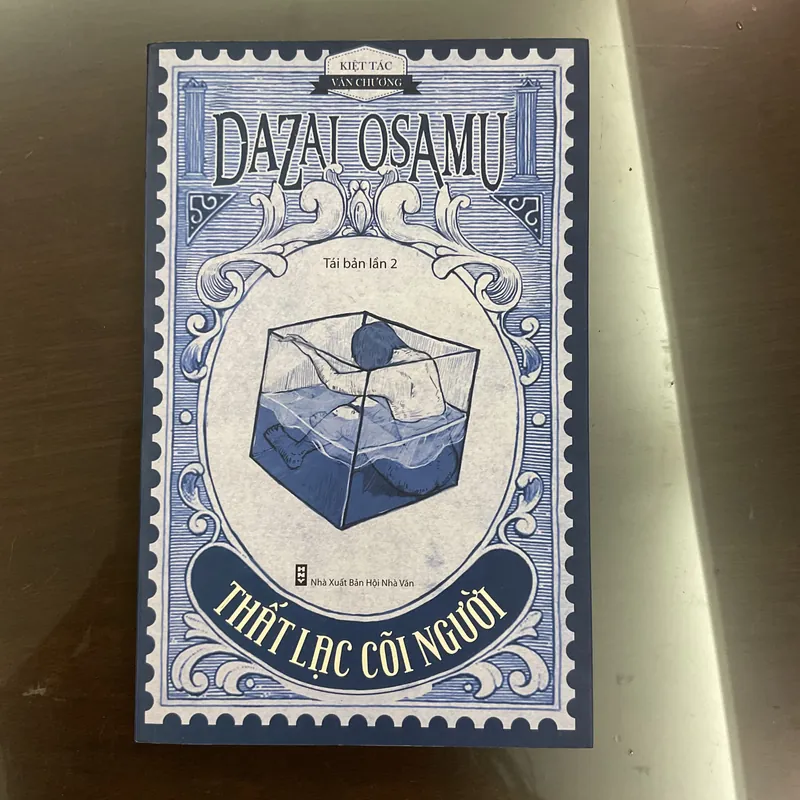 KIỆT TÁC
VĂN CHƯƠNG
DAZAI OSAMU
Tái bản lần 2
HNV
Nhà Xuất Bản Hội Nhà Văn
THẤT LẠC CÕI NGƯỜI